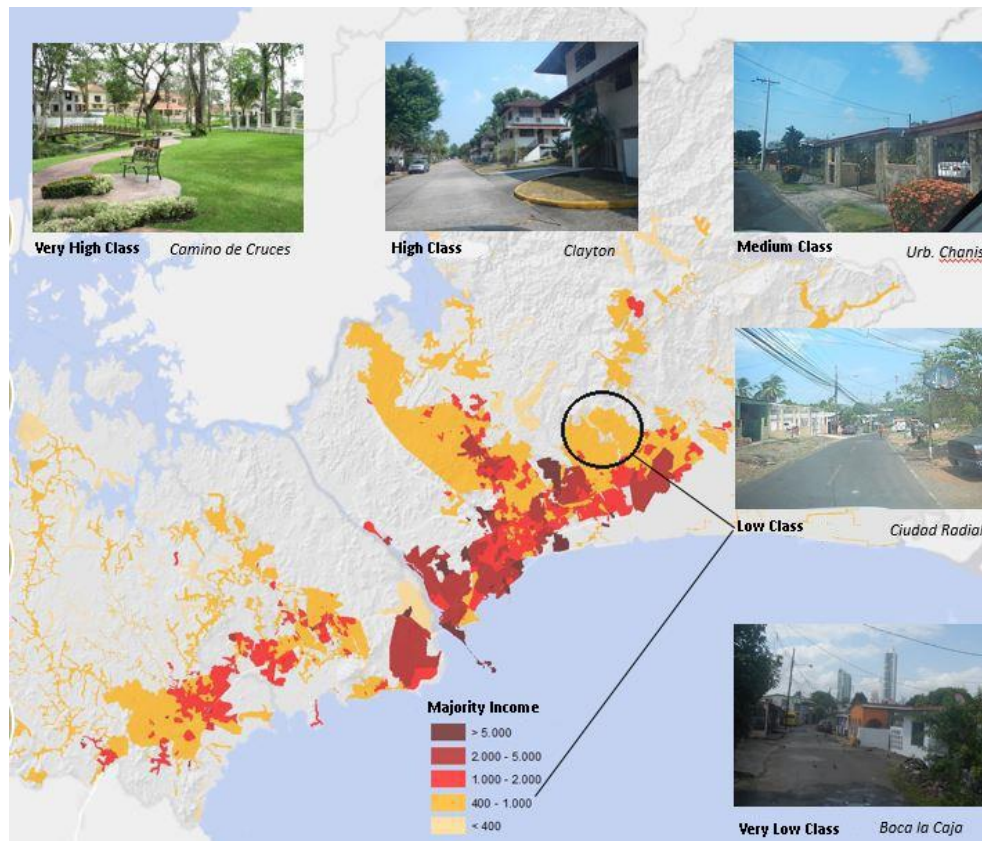 Very High Class Camino de Cruces
High Class Clayton
Medium Class Urb. Chanis
Low Class Ciudad Radial
Majority Income
> 5.000
2.000 - 5.000
1.000 - 2.000
400 - 1.000
< 400
Very Low Class Boca la Caja